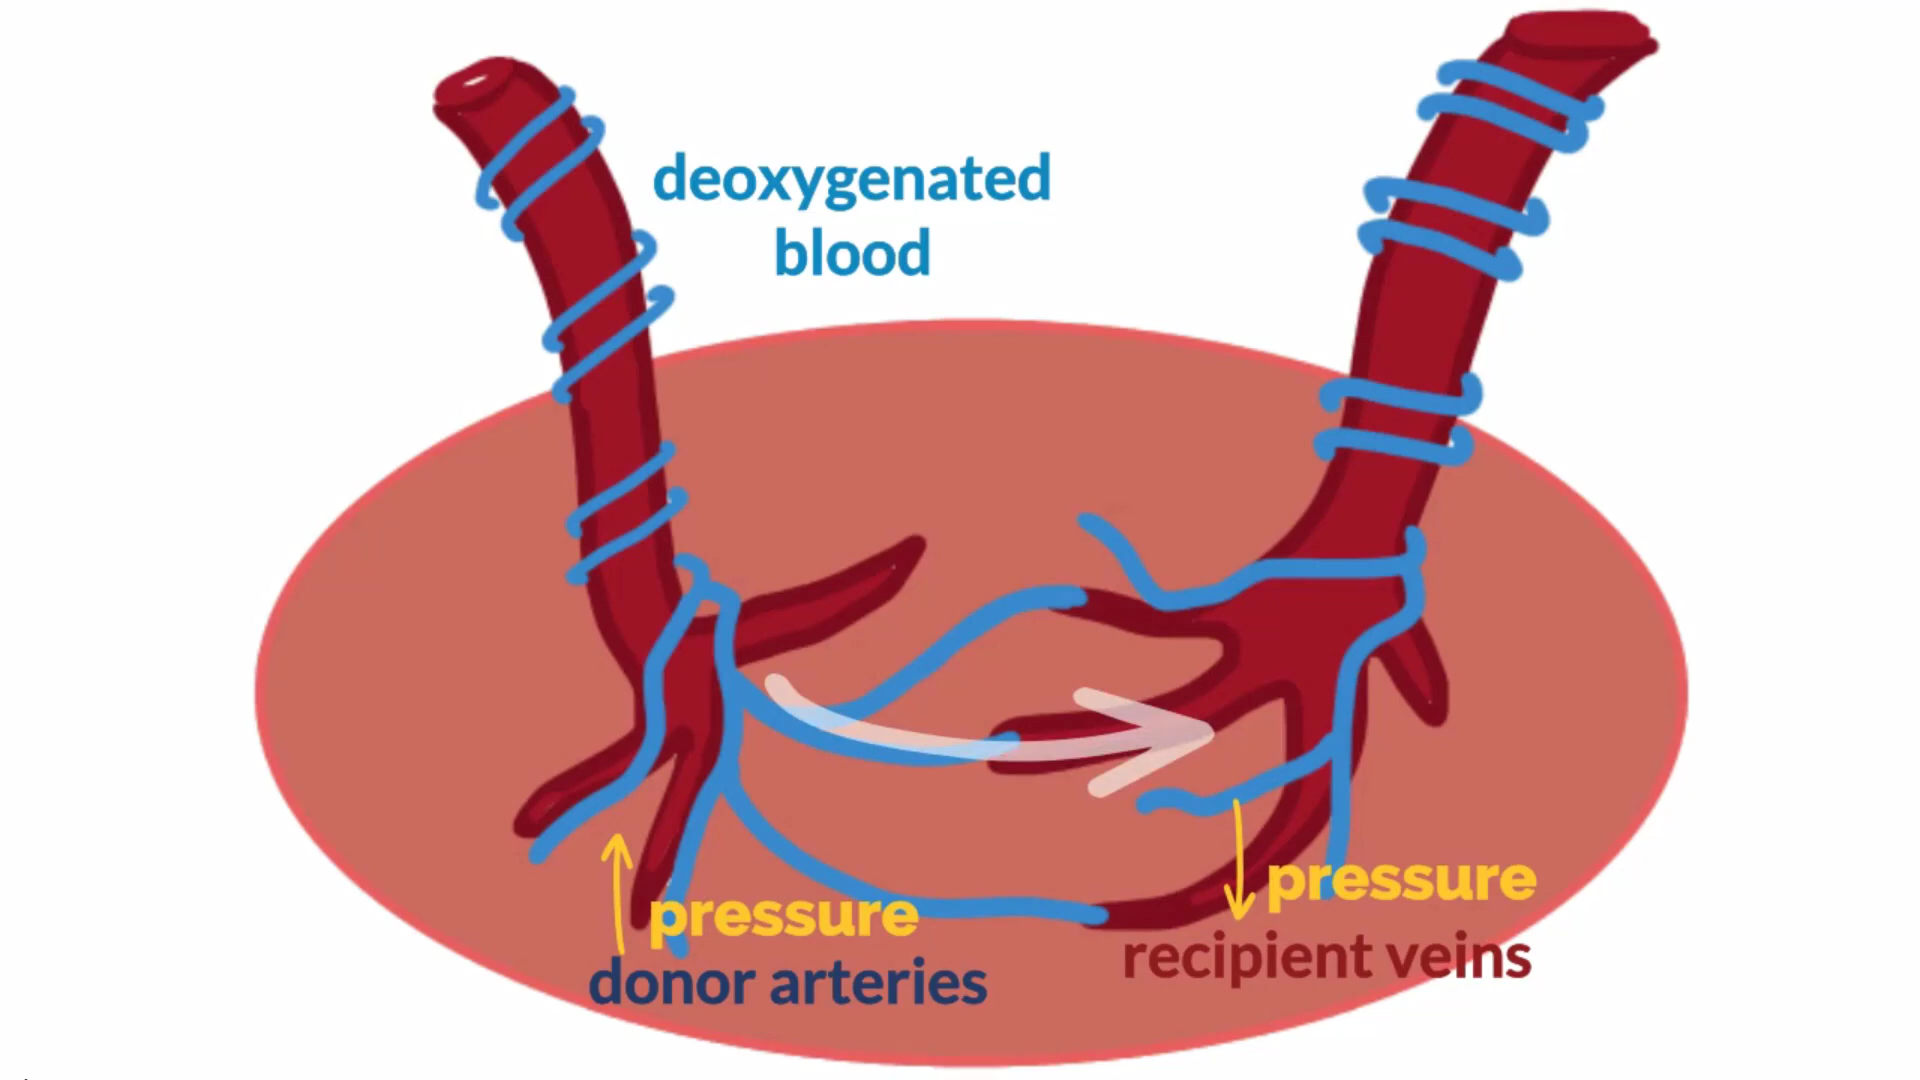 deoxygenated
blood
pressure
donor arteries
pressure
recipient veins